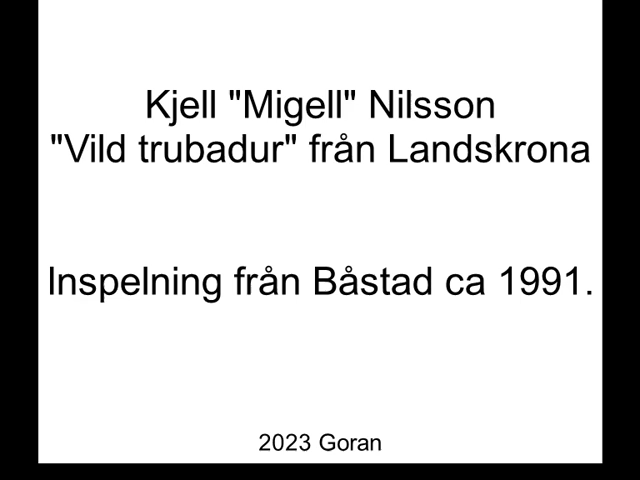 Kjell "Migell" Nilsson
"Vild trubadur" från Landskrona
Inspelning från Båstad ca 1991.
2023 Goran